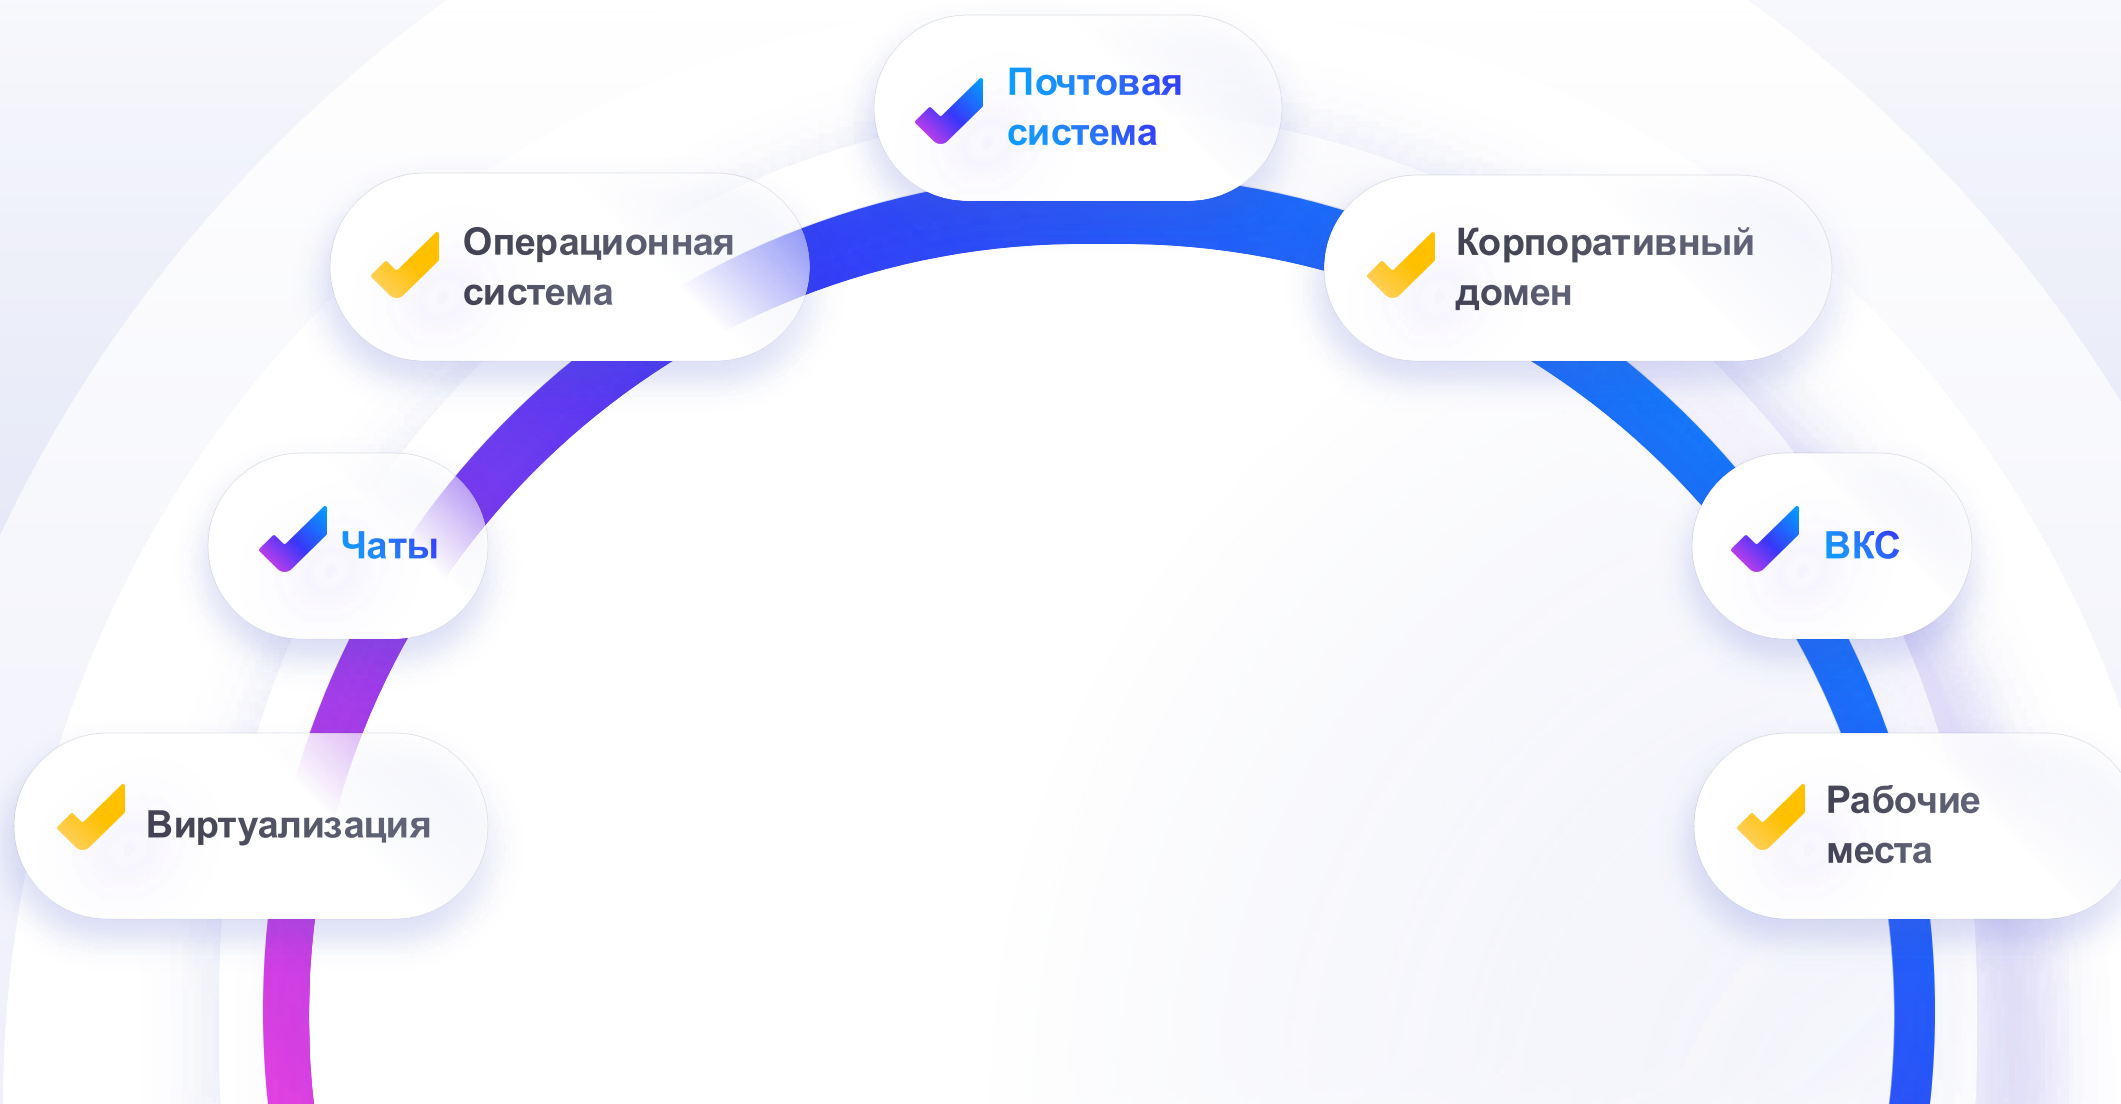 Почтовая
система
Операционная
система
Корпоративный
домен
Чаты
ВКС
Виртуализация
Рабочие
места